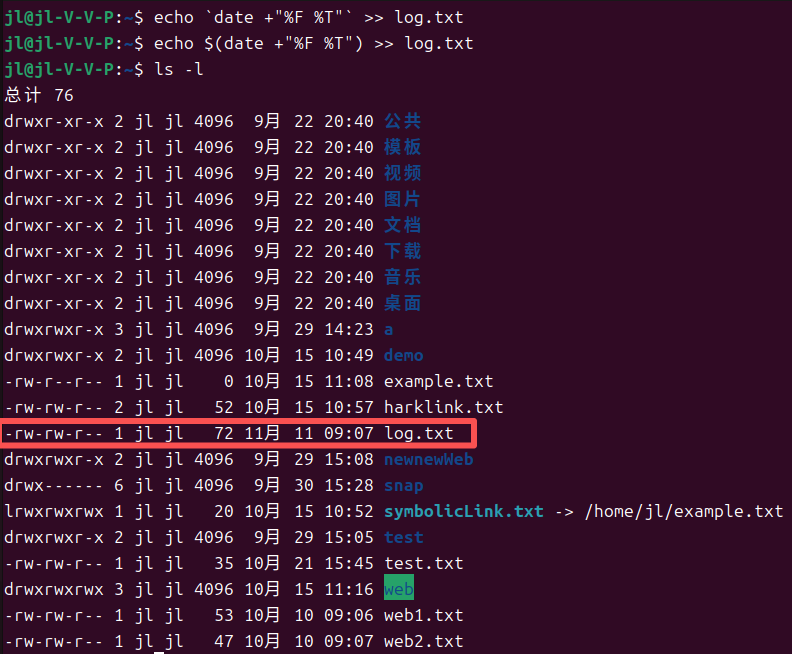 jl@jl-V-V-P:~$ echo `date +"%F %T"` >> log.txt
jl@jl-V-V-P:~$ echo $(date +"%F %T") >> log.txt
jl@jl-V-V-P:~$ ls -l
总计 76
drwxr-xr-x 2 jl jl 4096  9月 22 20:40 公共
drwxr-xr-x 2 jl jl 4096  9月 22 20:40 模板
drwxr-xr-x 2 jl jl 4096  9月 22 20:40 视频
drwxr-xr-x 2 jl jl 4096  9月 22 20:40 图片
drwxr-xr-x 2 jl jl 4096  9月 22 20:40 文档
drwxr-xr-x 2 jl jl 4096  9月 22 20:40 下载
drwxr-xr-x 2 jl jl 4096  9月 22 20:40 音乐
drwxr-xr-x 2 jl jl 4096  9月 22 20:40 桌面
drwxrwxr-x 3 jl jl 4096  9月 29 14:23 a
drwxrwxr-x 2 jl jl 4096 10月 15 10:49 demo
-rw-r--r-- 1 jl jl    0 10月 15 11:08 example.txt
-rw-rw-r-- 2 jl jl   52 10月 15 10:57 harklink.txt
-rw-rw-r-- 1 jl jl   72 11月 11 09:07 log.txt
drwxrwxr-x 2 jl jl 4096  9月 29 15:08 newnewWeb
drwx------ 6 jl jl 4096  9月 30 15:28 snap
lrwxrwxrwx 1 jl jl   20 10月 15 10:52 symbolicLink.txt -> /home/jl/example.txt
drwxrwxr-x 2 jl jl 4096  9月 29 15:05 test
-rw-rw-r-- 1 jl jl   35 10月 21 15:45 test.txt
drwxrwxrwx 3 jl jl 4096 10月 15 11:16 web
-rw-rw-r-- 1 jl jl   53 10月 10 09:06 web1.txt
-rw-rw-r-- 1 jl jl   47 10月 10 09:07 web2.txt